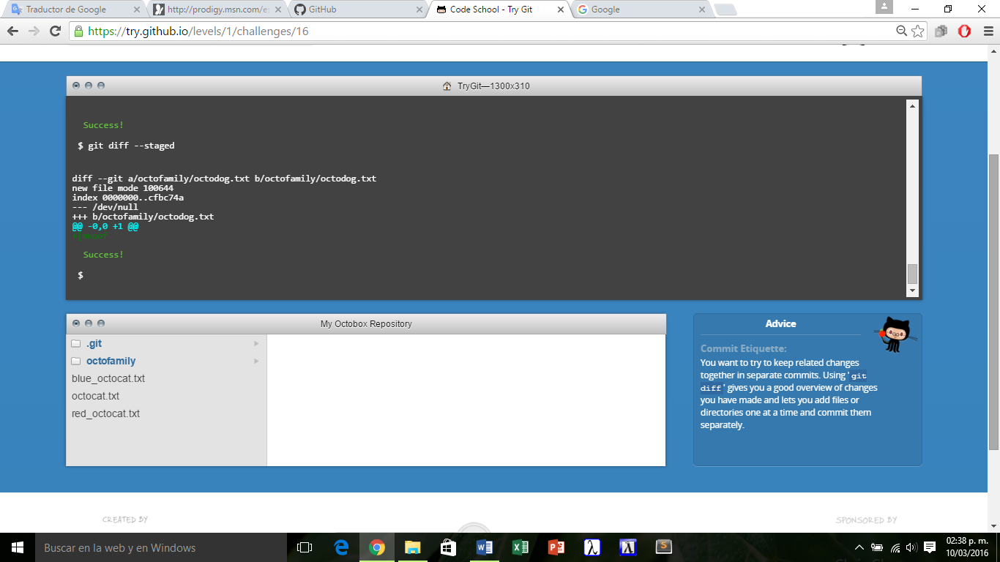 Traductor de Google
http://prodigy.msn.com/es
GitHub
Code School - Try Git
Google
https://try.github.io/levels/1/challenges/16
TryGit—1300x310
Success!
$ git diff --staged
diff --git a/octofamily/octodog.txt b/octofamily/octodog.txt
new file mode 100644
index 0000000..cfbc74a
--- /dev/null
+++ b/octofamily/octodog.txt
@@ -0,0 +1 @@
Success!
$
My Octobox Repository
.git
octofamily
blue_octocat.txt
octocat.txt
red_octocat.txt
Advice
Commit Etiquette:
You want to try to keep related changes
together in separate commits. Using 'git
diff' gives you a good overview of changes
you have made and lets you add files or
directories one at a time and commit them
separately.
CREATED BY
SPONSORED BY
Buscar en la web y en Windows
02:38 p. m.
10/03/2016